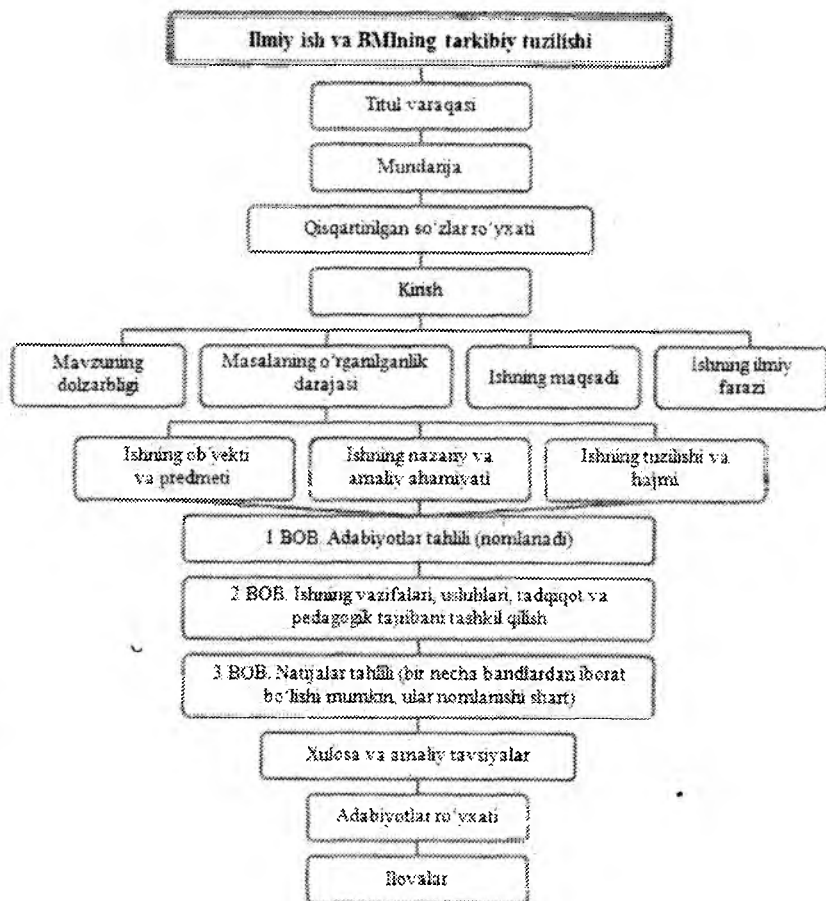 Ilmiy ish va BMIning tarkibiy tuzilishi
Titul varaqasi
Mundarija
Qisqartirilgan so‘zlar ro‘yxati
Kirish
Mavzuning
dolzarbligi
Masalaning o‘rganilganlik
darajasi
Ishning maqsadi
Ishning ilmiy
farazi
Ishning ob'yekti
va predmeti
Ishning nazariy va
amaliy ahamiyati
Ishning tuzilishi va
hajmi
1 BOB. Adabiyotlar tahlili (nomlanadi)
2 BOB. Ishning vazifalari, uslublari, tadqiqot va
pedagogik tajribani tashkil qilish
3 BOB. Natijalar tahlili (bir necha bandlardan iborat
bo‘lishi mumkin, ular nomlanishi shart)
Xulosa va amaliy tavsiyalar
Adabiyotlar ro‘yxati
Ilovalar